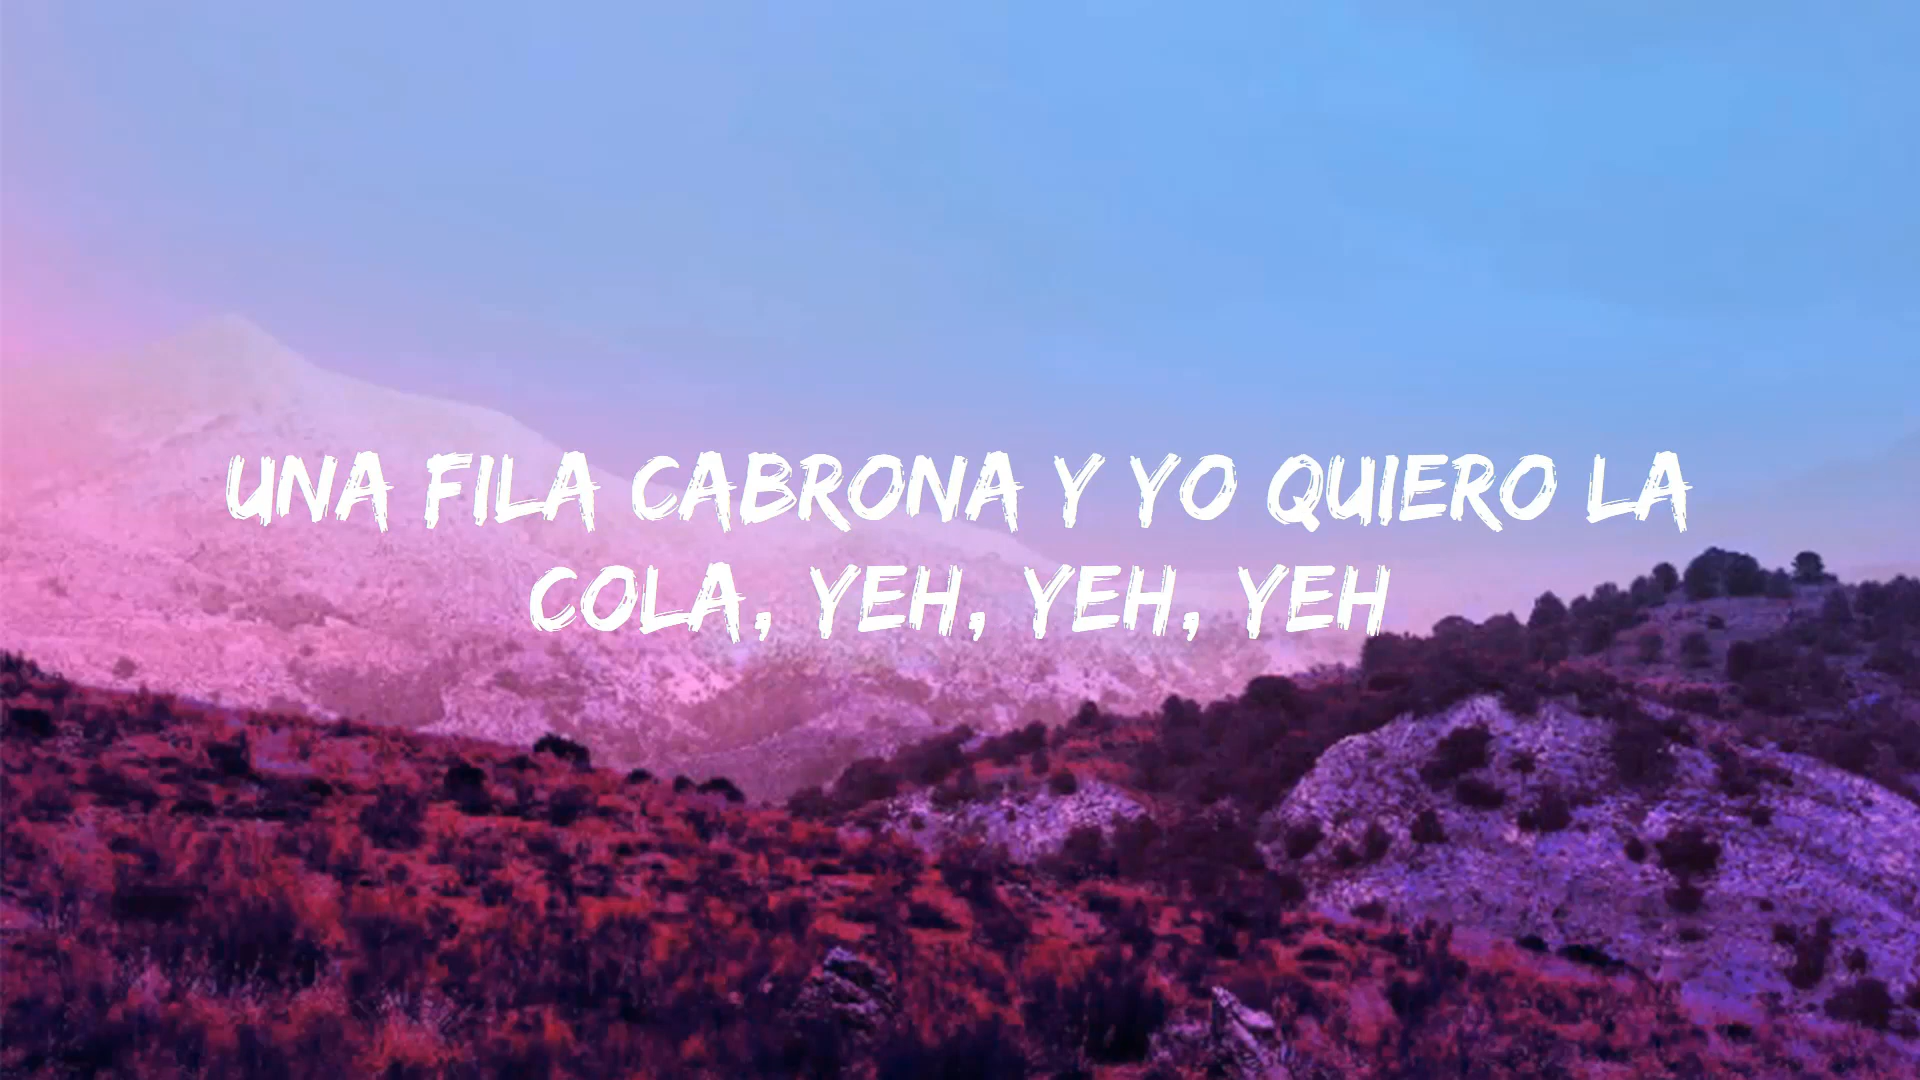 UNA FILA CABRONA Y YO QUIERO LA
COLA, YEH, YEH, YEH